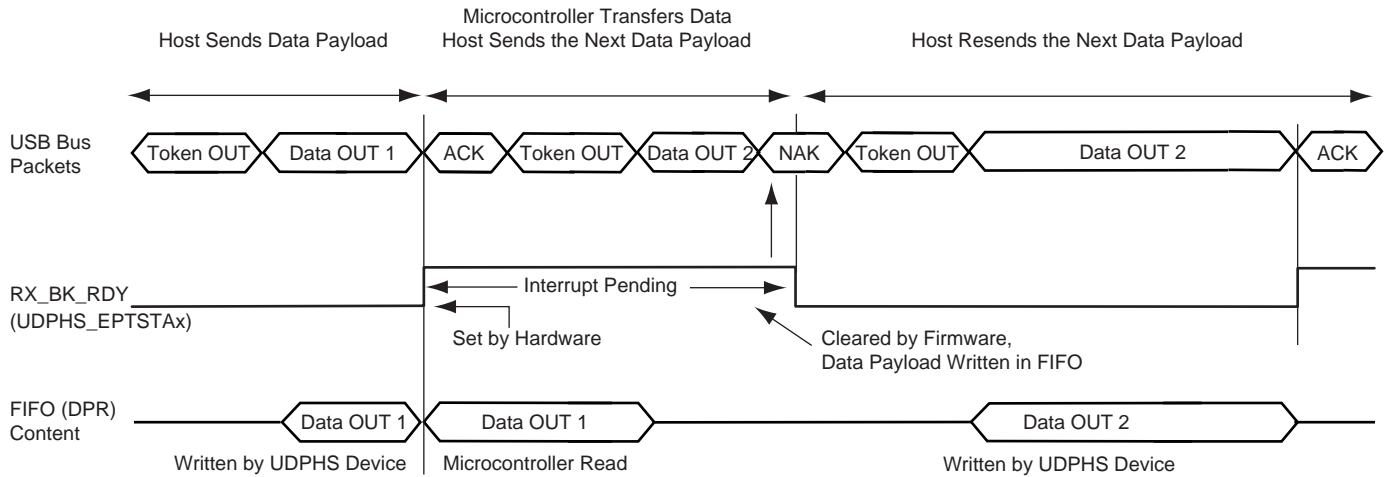 Host Sends Data Payload
Microcontroller Transfers Data
Host Sends the Next Data Payload
Host Resends the Next Data Payload
USB Bus
Packets
Token OUT
Data OUT 1
ACK
Token OUT
Data OUT 2
NAK
Token OUT
Data OUT 2
ACK
RX_BK_RDY
(UDPHS_EPTSTAx)
Interrupt Pending
Set by Hardware
Cleared by Firmware,
Data Payload Written in FIFO
FIFO (DPR)
Content
Data OUT 1
Data OUT 1
Data OUT 2
Written by UDPHS Device
Microcontroller Read
Written by UDPHS Device